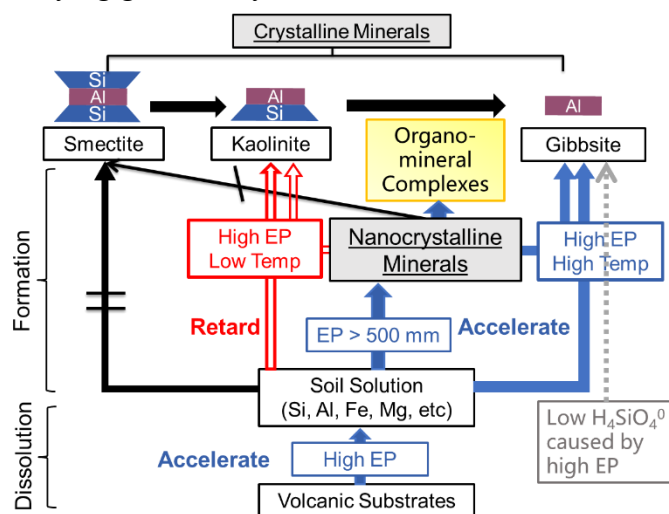 Crystalline Minerals
Si
Al
Si
Al
Si
Al
Smectite
Kaolinite
Organo-
mineral
Complexes
Gibbsite
High EP
Low Temp
Nanocrystalline
Minerals
High EP
High Temp
Formation
Retard
EP > 500 mm
Accelerate
Soil Solution
(Si, Al, Fe, Mg, etc)
Low H₄SiO₄⁰
caused by
high EP
Dissolution
Accelerate
High EP
Volcanic Substrates